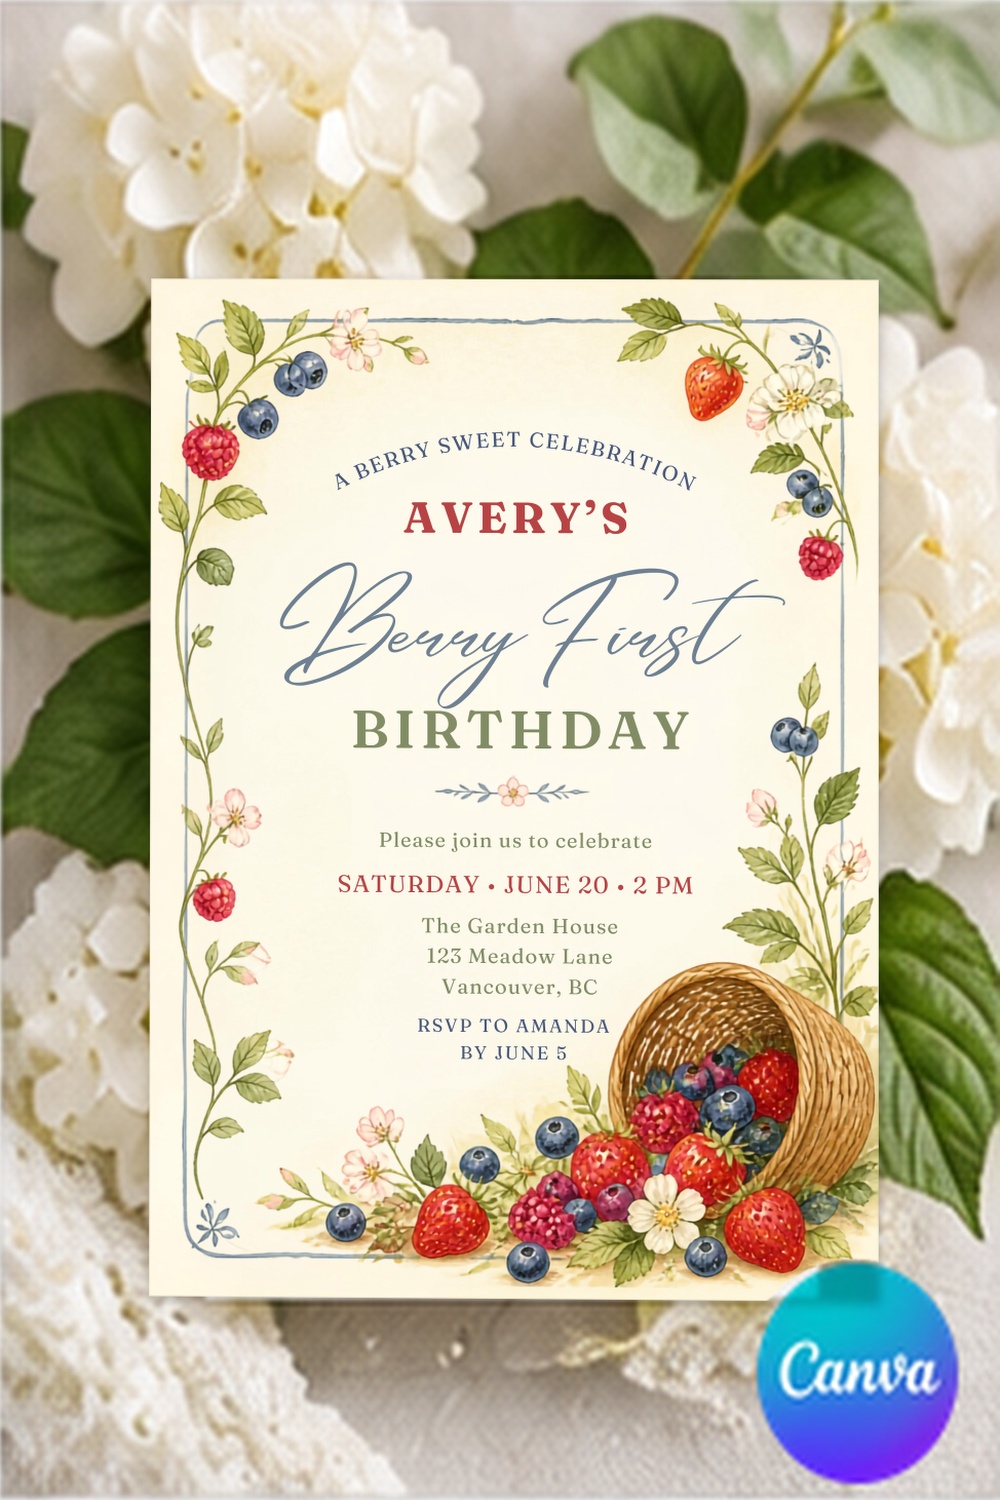 A BERRY SWEET CELEBRATION
AVERY'S
Berry First
BIRTHDAY
Please join us to celebrate
SATURDAY • JUNE 20 • 2 PM
The Garden House
123 Meadow Lane
Vancouver, BC
RSVP TO AMANDA
BY JUNE 5
Canva